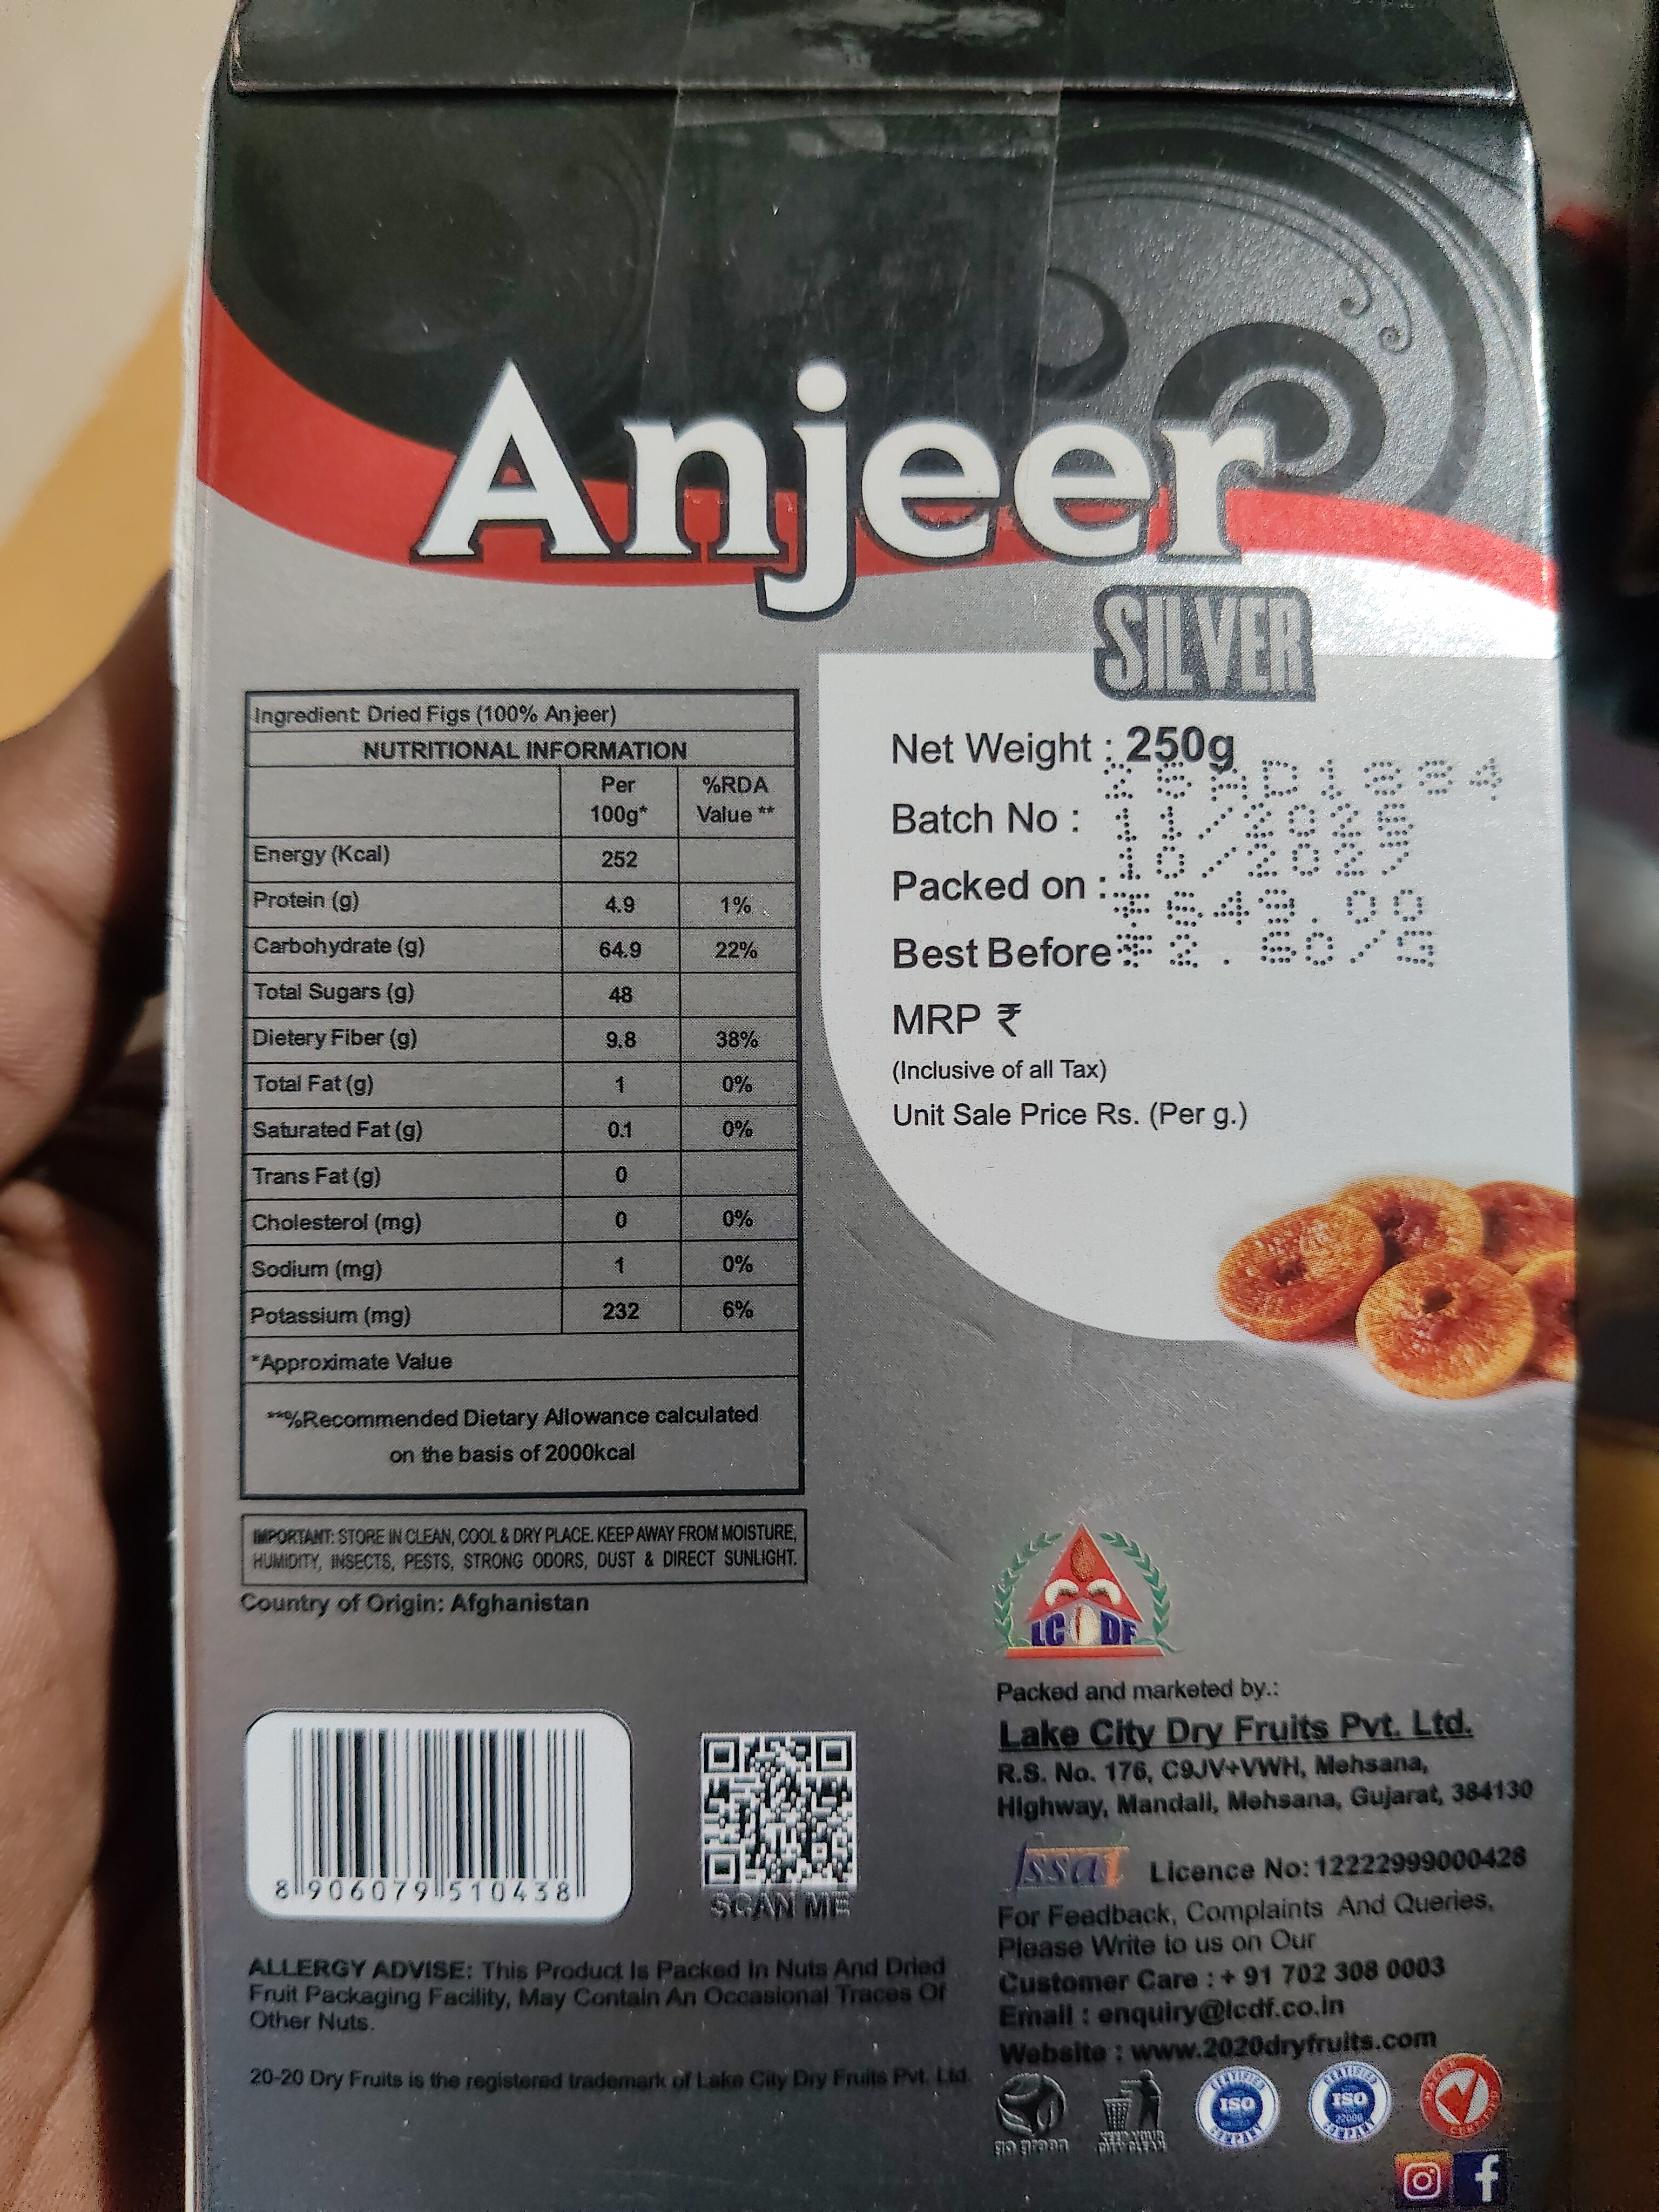 Anjeer
SILVER
Ingredient: Dried Figs (100% Anjeer)
NUTRITIONAL INFORMATION
Per 100g* %RDA Value **
Energy (Kcal) 252
Protein (g) 4.9 1%
Carbohydrate (g) 64.9 22%
Total Sugars (g) 48
Dietery Fiber (g) 9.8 38%
Total Fat (g) 1 0%
Saturated Fat (g) 0.1 0%
Trans Fat (g) 0
Cholesterol (mg) 0 0%
Sodium (mg) 1 0%
Potassium (mg) 232 6%
*Approximate Value
**%Recommended Dietary Allowance calculated
on the basis of 2000kcal
IMPORTANT: STORE IN CLEAN, COOL & DRY PLACE. KEEP AWAY FROM MOISTURE,
HUMIDITY, INSECTS, PESTS, STRONG ODORS, DUST & DIRECT SUNLIGHT.
Country of Origin: Afghanistan
Net Weight : 250g
Batch No :
11/2025
Packed on :
10/2027
Best Before
MRP ₹
(Inclusive of all Tax)
Unit Sale Price Rs. (Per g.)
LCDF
Packed and marketed by.:
Lake City Dry Fruits Pvt. Ltd.
R.S. No. 176, C9JV+VWH, Mehsana,
Highway, Mandali, Mehsana, Gujarat, 384130
fssai Licence No: 12222999000428
For Feedback, Complaints And Queries,
Please Write to us on Our
Customer Care : + 91 702 308 0003
Email : enquiry@lcdf.co.in
Website : www.2020dryfruits.com
8 906079 510438
SCAN ME
ALLERGY ADVISE: This Product Is Packed In Nuts And Dried
Fruit Packaging Facility, May Contain An Occasional Traces Of
Other Nuts.
20-20 Dry Fruits is the registered trademark of Lake City Dry Fruits Pvt. Ltd.
go green
KEEP YOUR
CITY CLEAN
CERTIFIED ISO COMPANY
CERTIFIED ISO 22000 COMPANY